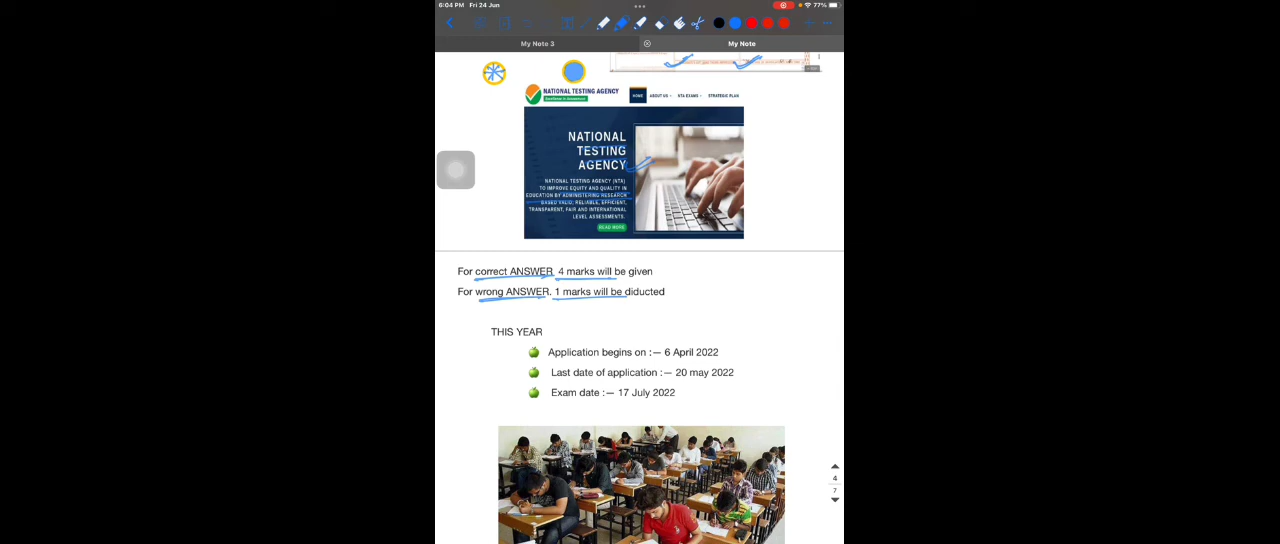 6:04 PM Fri 24 Jun
77%
My Note 3
My Note
NATIONAL TESTING AGENCY
Excellence in Assessment
HOME ABOUT US NTA EXAMS STRATEGIC PLAN
NATIONAL
TESTING
AGENCY
NATIONAL TESTING AGENCY (NTA)
TO IMPROVE EQUITY AND QUALITY IN
EDUCATION BY ADMINISTERING RESEARCH
BASED VALID, RELIABLE, EFFICIENT,
TRANSPARENT, FAIR AND INTERNATIONAL
LEVEL ASSESSMENTS.
READ MORE
For correct ANSWER. 4 marks will be given
For wrong ANSWER. 1 marks will be diducted
THIS YEAR
Application begins on :— 6 April 2022
Last date of application :— 20 may 2022
Exam date :— 17 July 2022
4
7